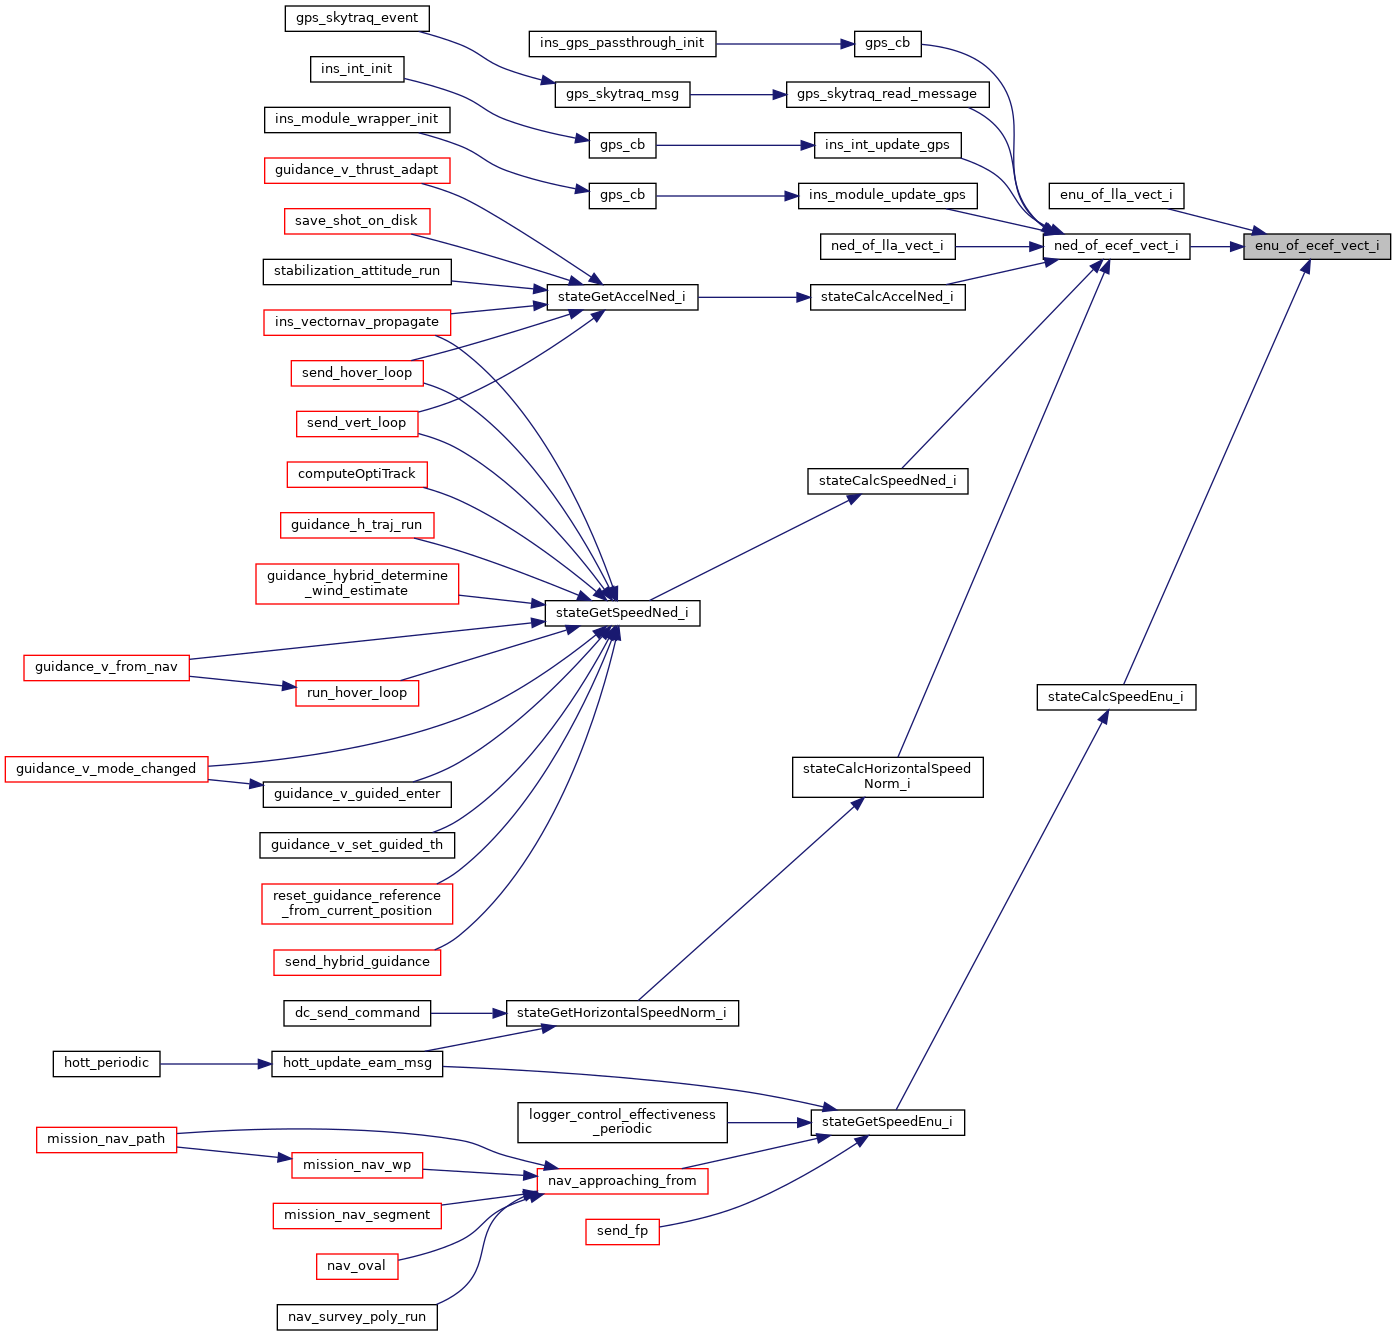 gps_skytraq_event
ins_gps_passthrough_init
gps_cb
ins_int_init
gps_skytraq_msg
gps_skytraq_read_message
ins_module_wrapper_init
gps_cb
ins_int_update_gps
guidance_v_thrust_adapt
gps_cb
ins_module_update_gps
enu_of_lla_vect_i
save_shot_on_disk
ned_of_lla_vect_i
ned_of_ecef_vect_i
enu_of_ecef_vect_i
stabilization_attitude_run
stateGetAccelNed_i
stateCalcAccelNed_i
ins_vectornav_propagate
send_hover_loop
send_vert_loop
computeOptiTrack
stateCalcSpeedNed_i
guidance_h_traj_run
guidance_hybrid_determine
_wind_estimate
stateGetSpeedNed_i
guidance_v_from_nav
run_hover_loop
stateCalcSpeedEnu_i
guidance_v_mode_changed
stateCalcHorizontalSpeed
Norm_i
guidance_v_guided_enter
guidance_v_set_guided_th
reset_guidance_reference
_from_current_position
send_hybrid_guidance
dc_send_command
stateGetHorizontalSpeedNorm_i
hott_periodic
hott_update_eam_msg
logger_control_effectiveness
_periodic
stateGetSpeedEnu_i
mission_nav_path
mission_nav_wp
nav_approaching_from
mission_nav_segment
send_fp
nav_oval
nav_survey_poly_run